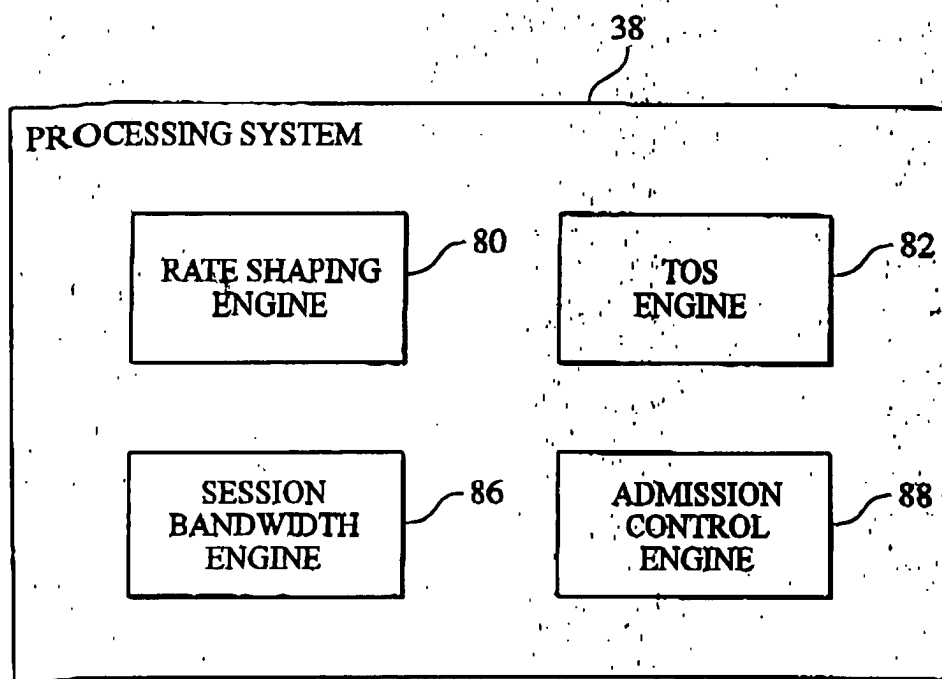 38
PROCESSING SYSTEM
RATE SHAPING
ENGINE
80
TOS
ENGINE
82
SESSION
BANDWIDTH
ENGINE
86
ADMISSION
CONTROL
ENGINE
88